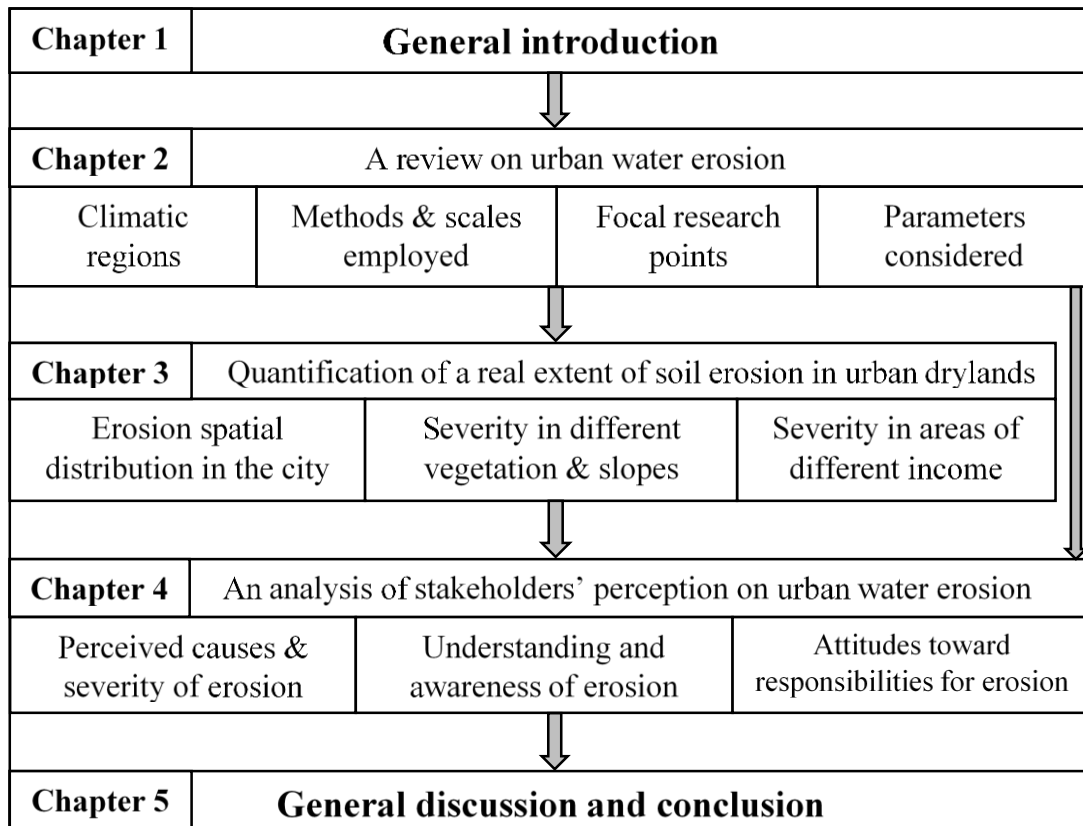 Chapter 1
General introduction
Chapter 2
A review on urban water erosion
Climatic
regions
Methods & scales
employed
Focal research
points
Parameters
considered
Chapter 3
Quantification of a real extent of soil erosion in urban drylands
Erosion spatial
distribution in the city
Severity in different
vegetation & slopes
Severity in areas of
different income
Chapter 4
An analysis of stakeholders’ perception on urban water erosion
Perceived causes &
severity of erosion
Understanding and
awareness of erosion
Attitudes toward
responsibilities for erosion
Chapter 5
General discussion and conclusion